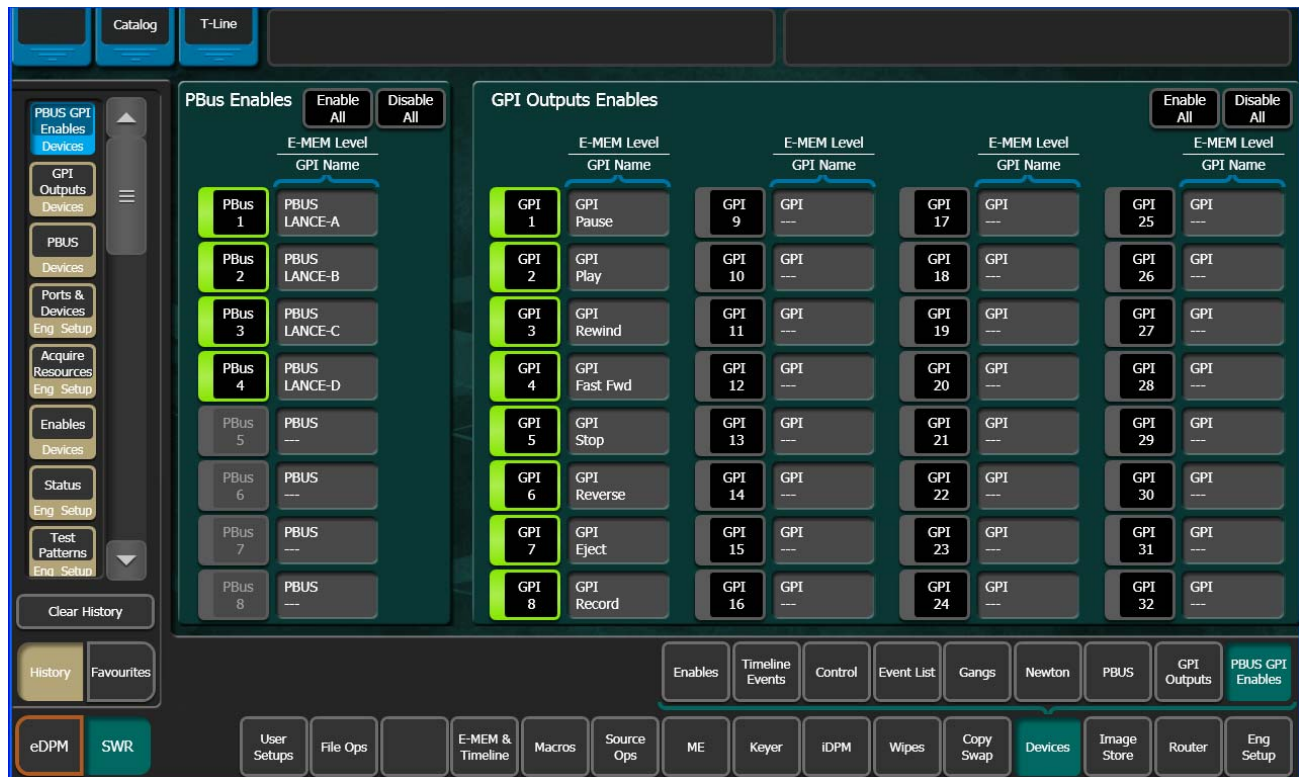 Catalog
T-Line
PBUS GPI
Enables
Devices
GPI
Outputs
Devices
PBUS
Devices
Ports &
Devices
Eng Setup
Acquire
Resources
Eng Setup
Enables
Devices
Status
Eng Setup
Test
Patterns
Eng Setup
Clear History
History
Favourites
PBus Enables
Enable
All
Disable
All
E-MEM Level
GPI Name
PBus
1
PBUS
LANCE-A
PBus
2
PBUS
LANCE-B
PBus
3
PBUS
LANCE-C
PBus
4
PBUS
LANCE-D
PBus
5
PBUS
---
PBus
6
PBUS
---
PBus
7
PBUS
---
PBus
8
PBUS
---
GPI Outputs Enables
Enable
All
Disable
All
E-MEM Level
GPI Name
GPI
1
GPI
Pause
GPI
2
GPI
Play
GPI
3
GPI
Rewind
GPI
4
GPI
Fast Fwd
GPI
5
GPI
Stop
GPI
6
GPI
Reverse
GPI
7
GPI
Eject
GPI
8
GPI
Record
E-MEM Level
GPI Name
GPI
9
GPI
---
GPI
10
GPI
---
GPI
11
GPI
---
GPI
12
GPI
---
GPI
13
GPI
---
GPI
14
GPI
---
GPI
15
GPI
---
GPI
16
GPI
---
E-MEM Level
GPI Name
GPI
17
GPI
---
GPI
18
GPI
---
GPI
19
GPI
---
GPI
20
GPI
---
GPI
21
GPI
---
GPI
22
GPI
---
GPI
23
GPI
---
GPI
24
GPI
---
E-MEM Level
GPI Name
GPI
25
GPI
---
GPI
26
GPI
---
GPI
27
GPI
---
GPI
28
GPI
---
GPI
29
GPI
---
GPI
30
GPI
---
GPI
31
GPI
---
GPI
32
GPI
---
Enables
Timeline
Events
Control
Event List
Gangs
Newton
PBUS
GPI
Outputs
PBUS GPI
Enables
eDPM
SWR
User
Setups
File Ops
E-MEM &
Timeline
Macros
Source
Ops
ME
Keyer
iDPM
Wipes
Copy
Swap
Devices
Image
Store
Router
Eng
Setup